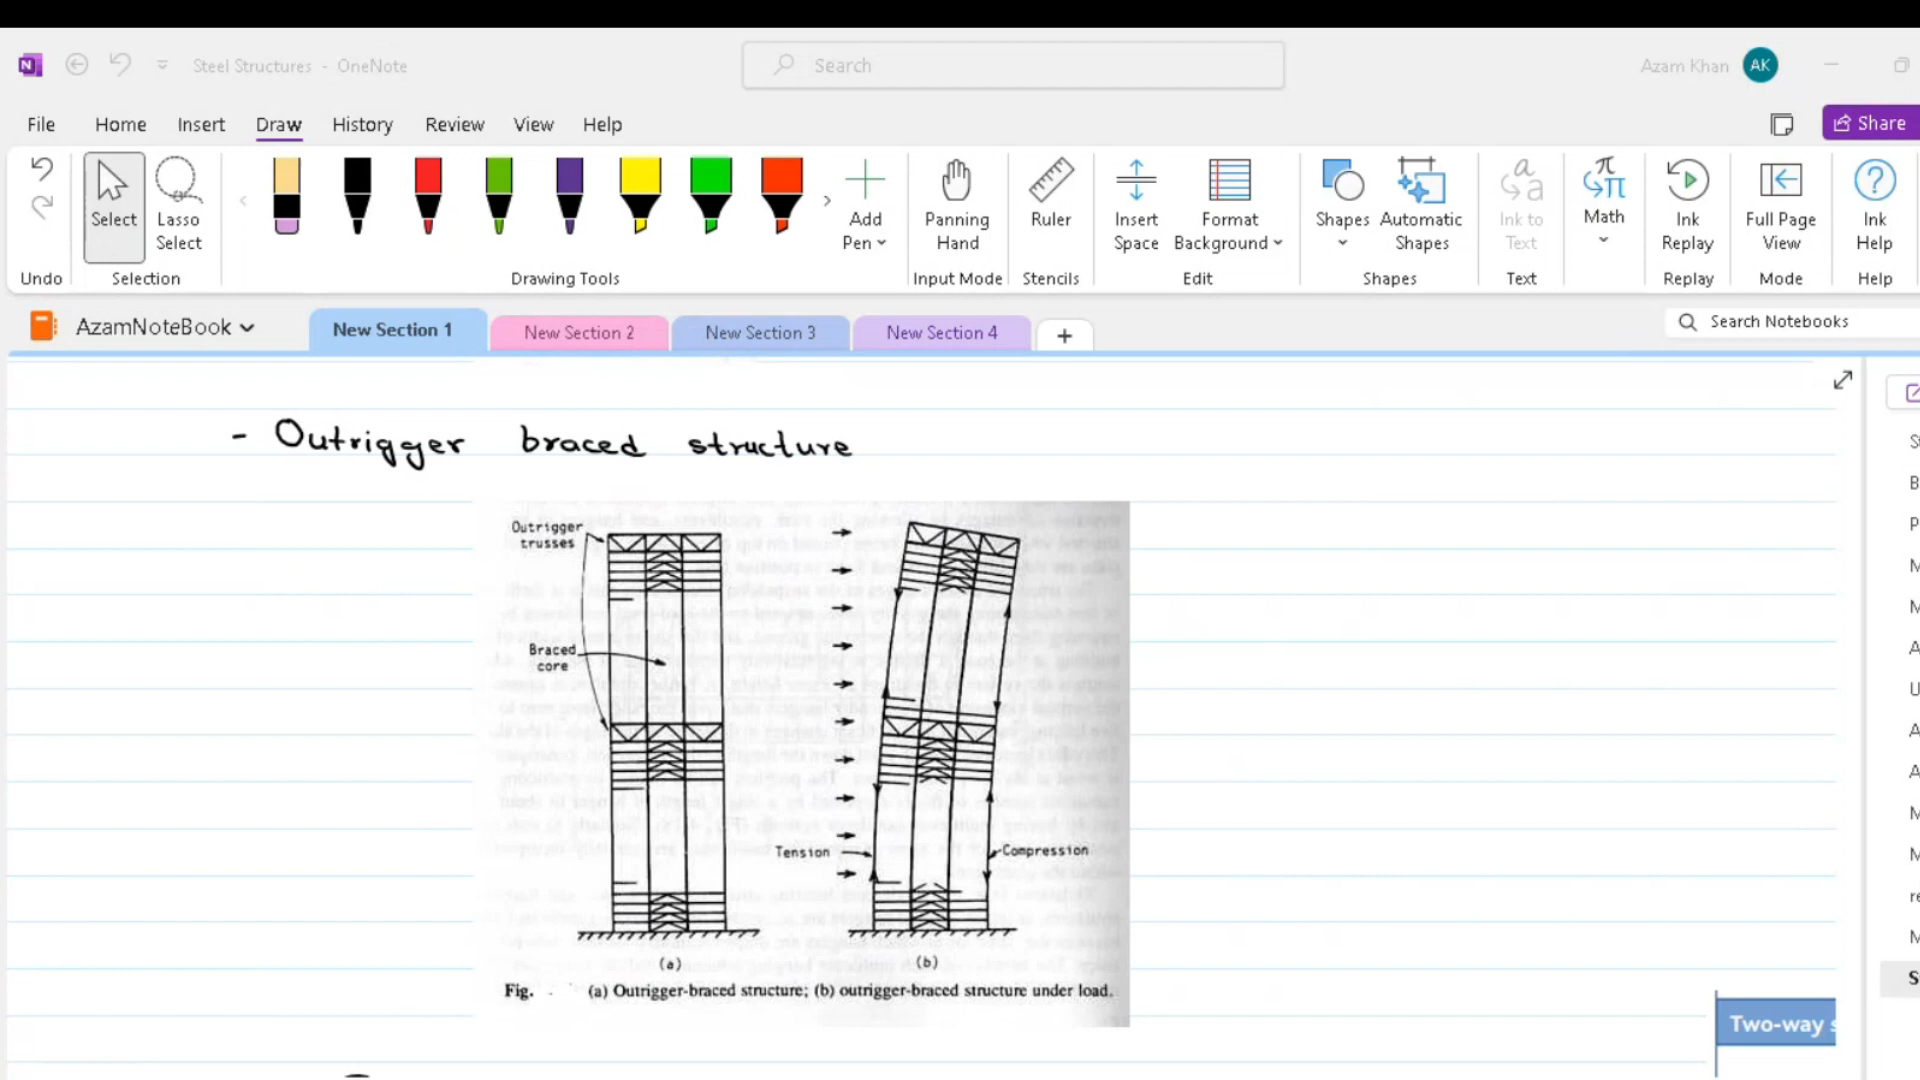 Steel Structures - OneNote
Search
Azam Khan
AK
File Home Insert Draw History Review View Help
Share
Select
Lasso Select
Add Pen
Panning Hand
Ruler
Insert Space
Format Background
Shapes
Automatic Shapes
Ink to Text
Math
Ink Replay
Full Page View
Ink Help
Undo
Selection
Drawing Tools
Input Mode
Stencils
Edit
Shapes
Text
Replay
Mode
Help
AzamNoteBook
New Section 1
New Section 2
New Section 3
New Section 4
Search Notebooks
- Outrigger braced structure
Outrigger
trusses
Braced
core
Tension
Compression
(a)
(b)
Fig. (a) Outrigger-braced structure; (b) outrigger-braced structure under load.
Two-way s